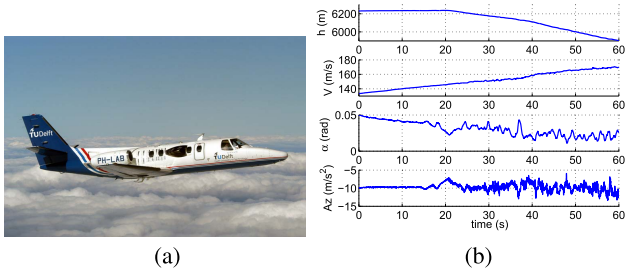 TUDelft
PH-LAB
TUDelft
(a)
h (m)
6200
6000
0 10 20 30 40 50 60
V (m/s)
180
160
140
0 10 20 30 40 50 60
α (rad)
0.05
0
0 10 20 30 40 50 60
Az (m/s²)
−5
−10
−15
0 10 20 30 40 50 60
time (s)
(b)